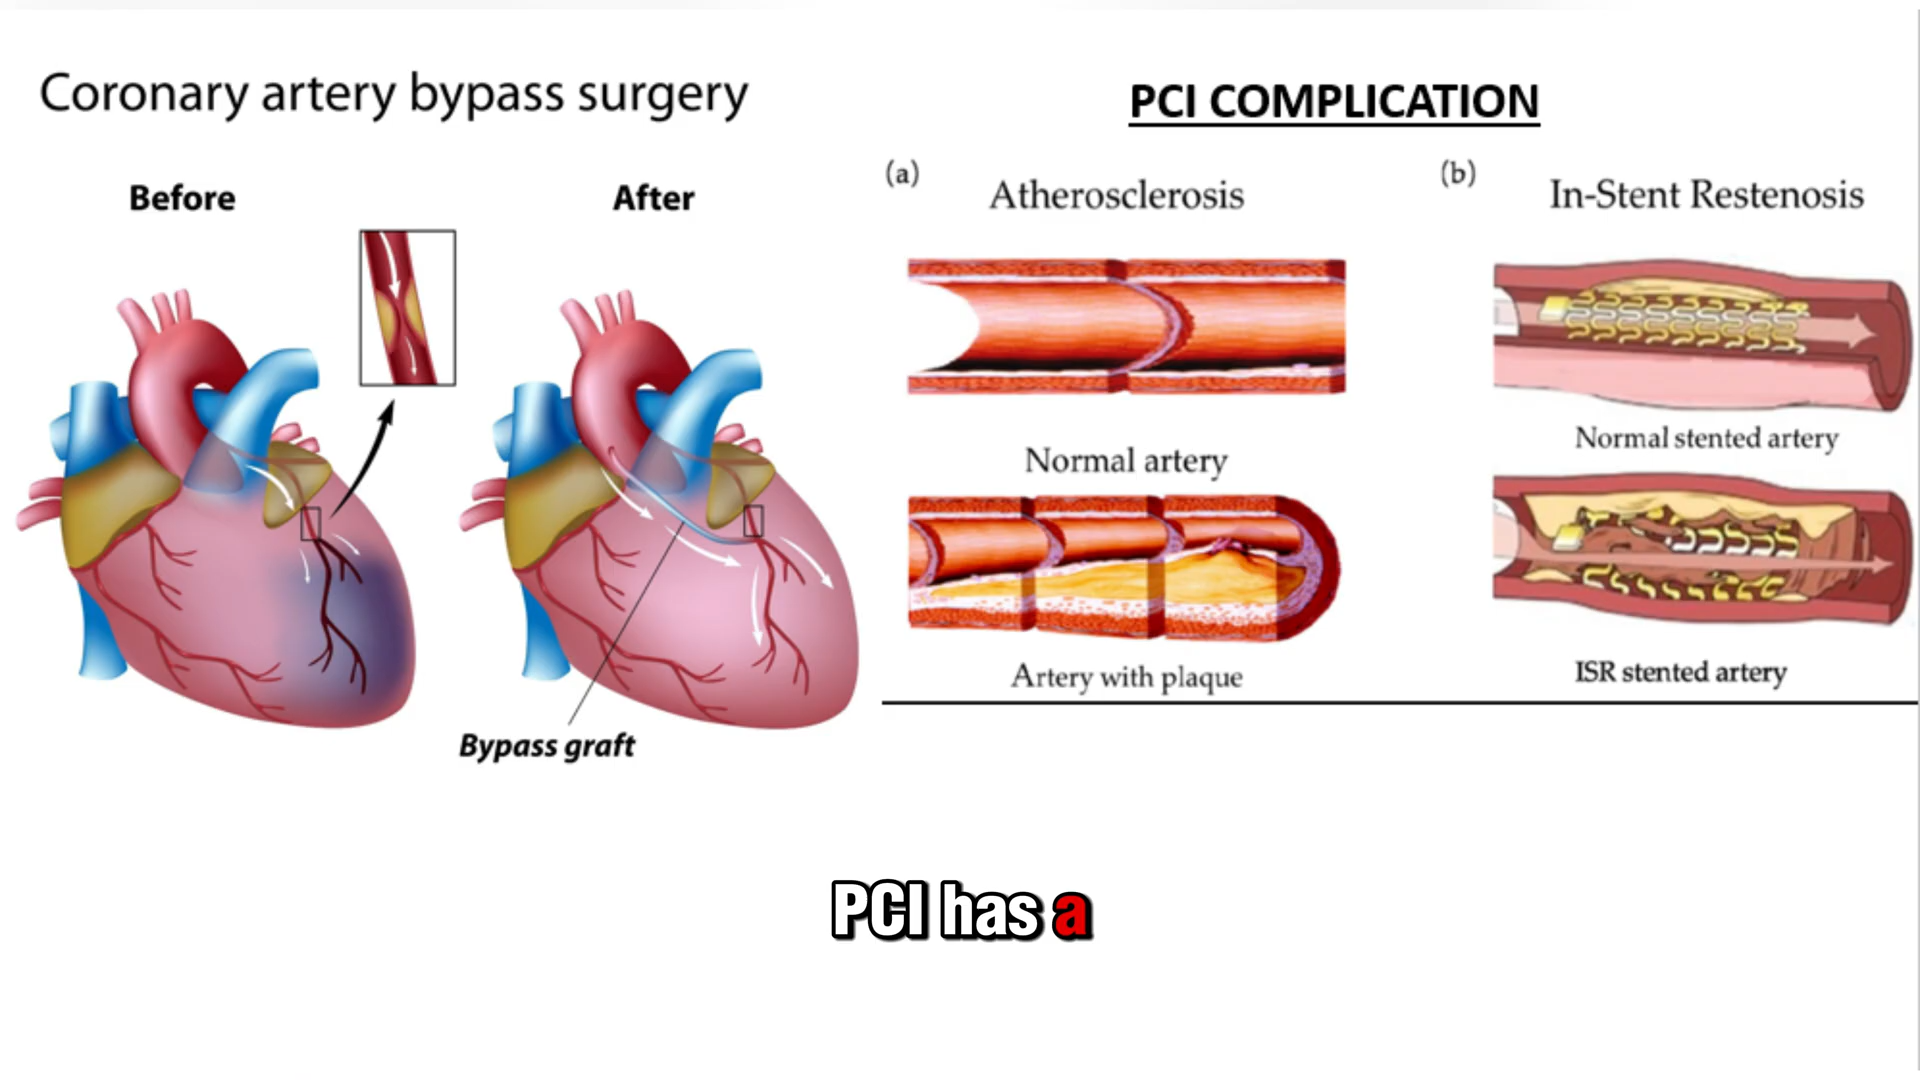 Coronary artery bypass surgery
Before
After
Bypass graft
PCI COMPLICATION
(a)
Atherosclerosis
Normal artery
Artery with plaque
(b)
In-Stent Restenosis
Normal stented artery
ISR stented artery
PCI has a